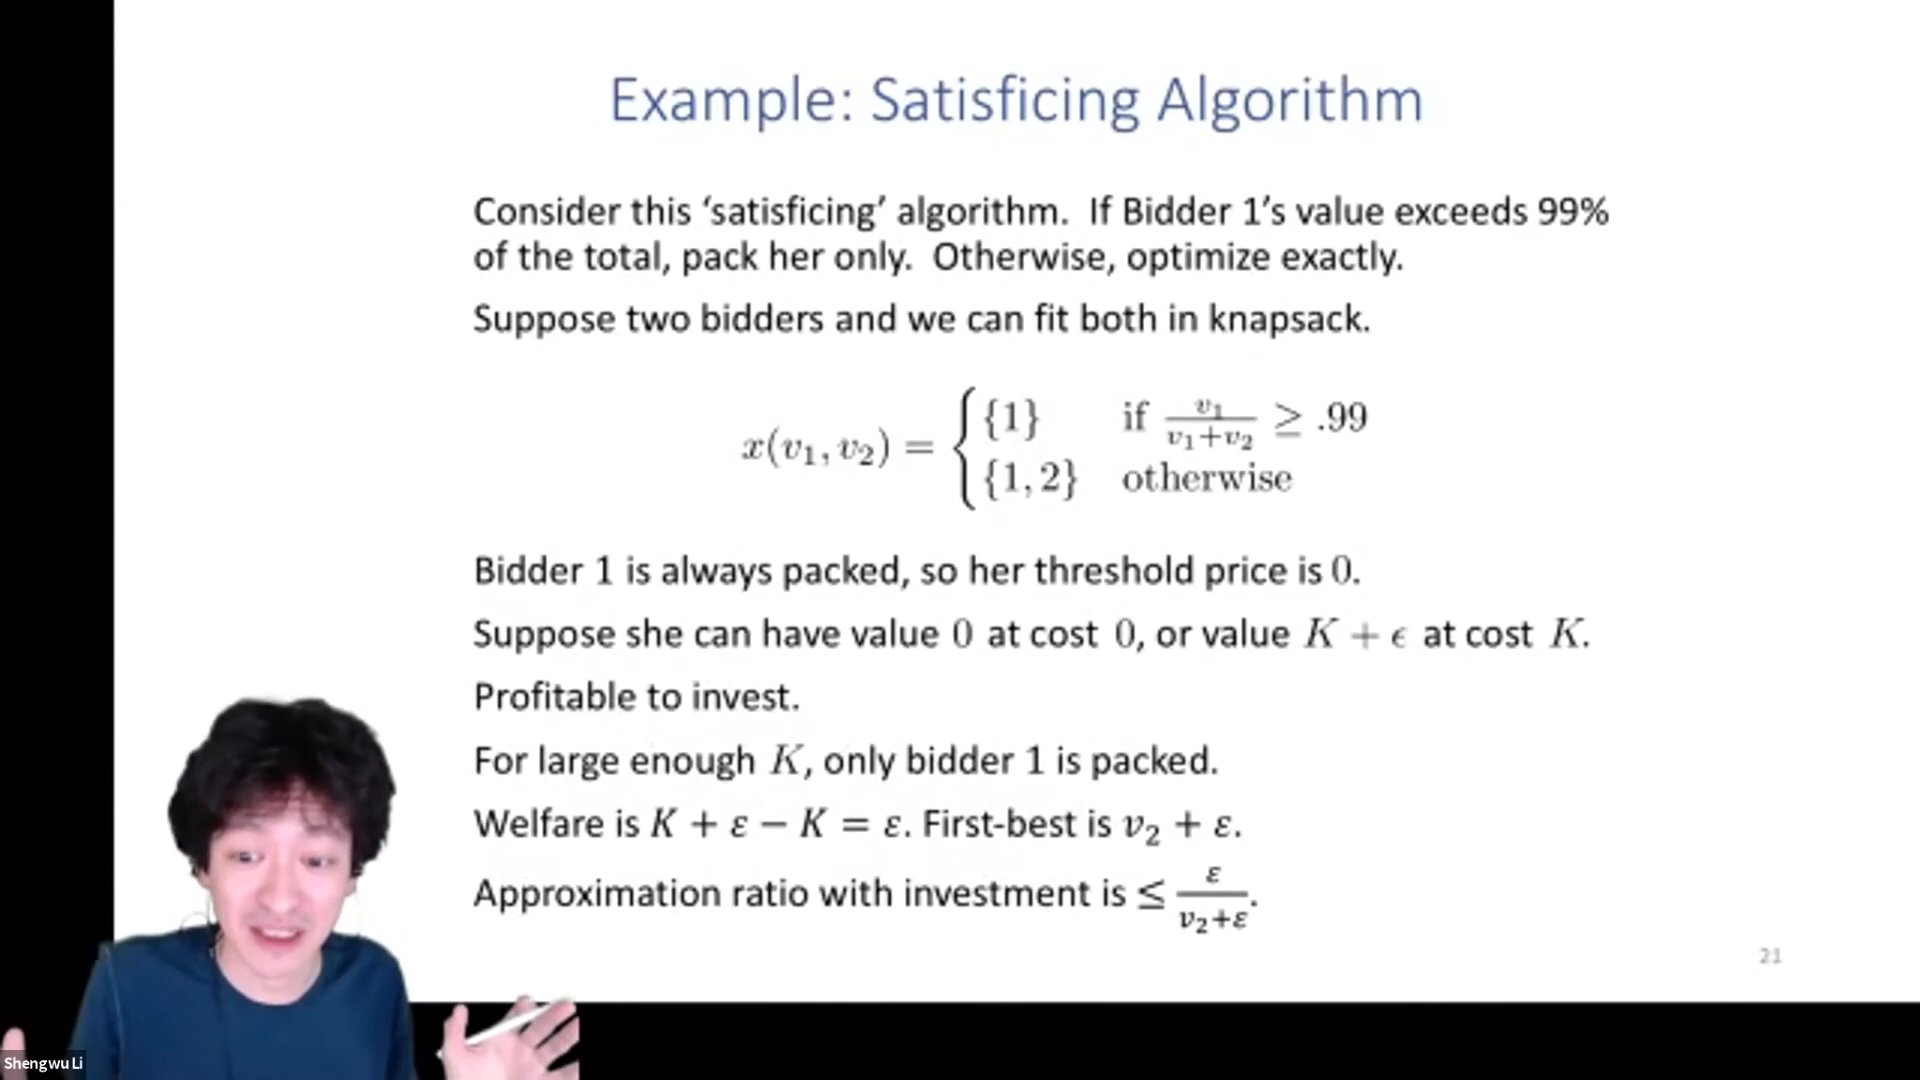 Example: Satisficing Algorithm
Consider this ‘satisficing’ algorithm.  If Bidder 1’s value exceeds 99%
of the total, pack her only.  Otherwise, optimize exactly.
Suppose two bidders and we can fit both in knapsack.
x(v₁, v₂) = { {1} if v₁/(v₁+v₂) ≥ .99
{1, 2} otherwise
Bidder 1 is always packed, so her threshold price is 0.
Suppose she can have value 0 at cost 0, or value K + ϵ at cost K.
Profitable to invest.
For large enough K, only bidder 1 is packed.
Welfare is K + ε − K = ε. First-best is v₂ + ε.
Approximation ratio with investment is ≤ ε/(v₂+ε).
21
Shengwu Li